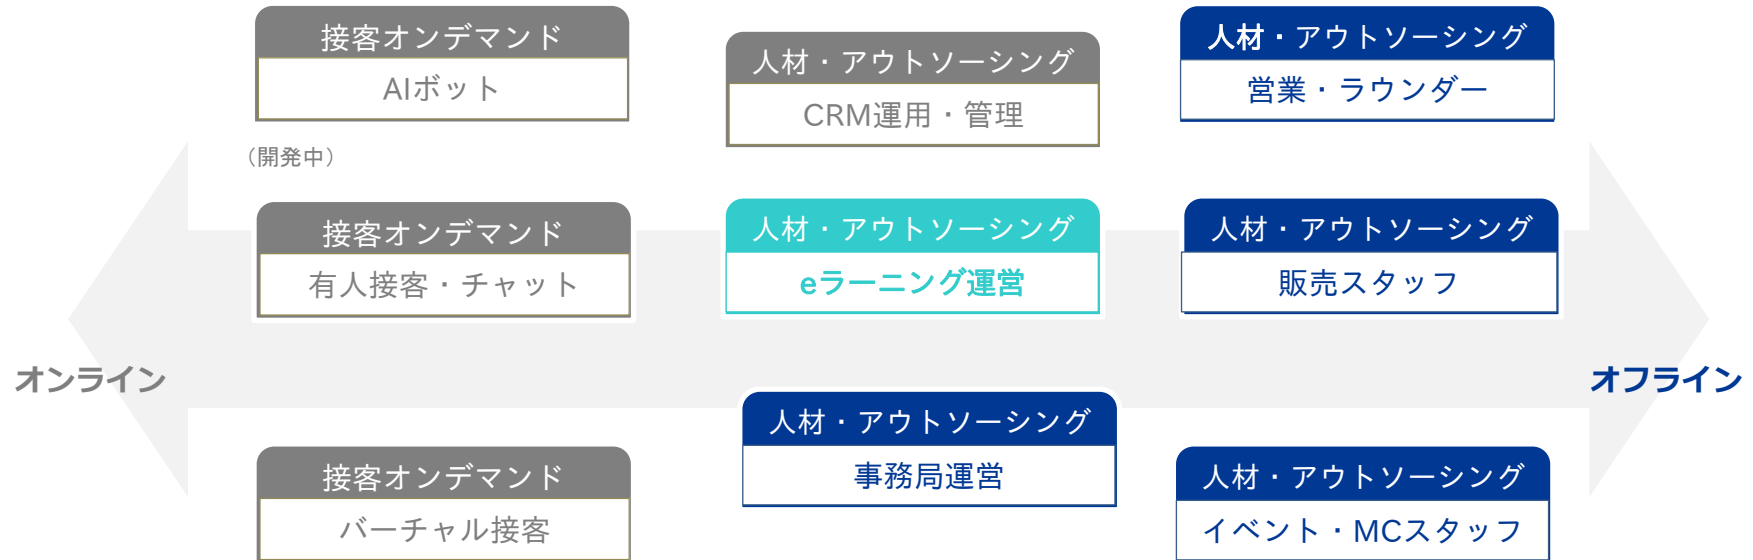 接客オンデマンド
AIボット
（開発中）
人材・アウトソーシング
CRM運用・管理
人材・アウトソーシング
営業・ラウンダー
接客オンデマンド
有人接客・チャット
人材・アウトソーシング
eラーニング運営
人材・アウトソーシング
販売スタッフ
オンライン
オフライン
接客オンデマンド
バーチャル接客
人材・アウトソーシング
事務局運営
人材・アウトソーシング
イベント・MCスタッフ